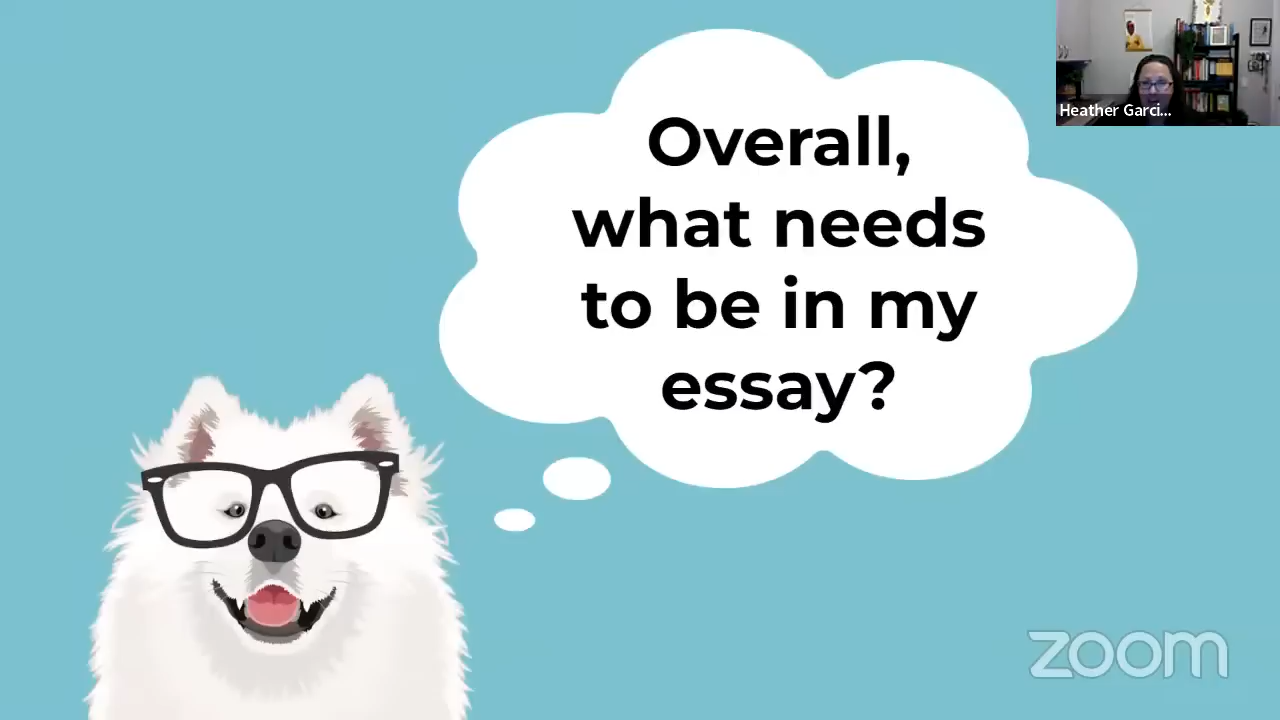 Overall,
what needs
to be in my
essay?
Heather Garci...
zoom